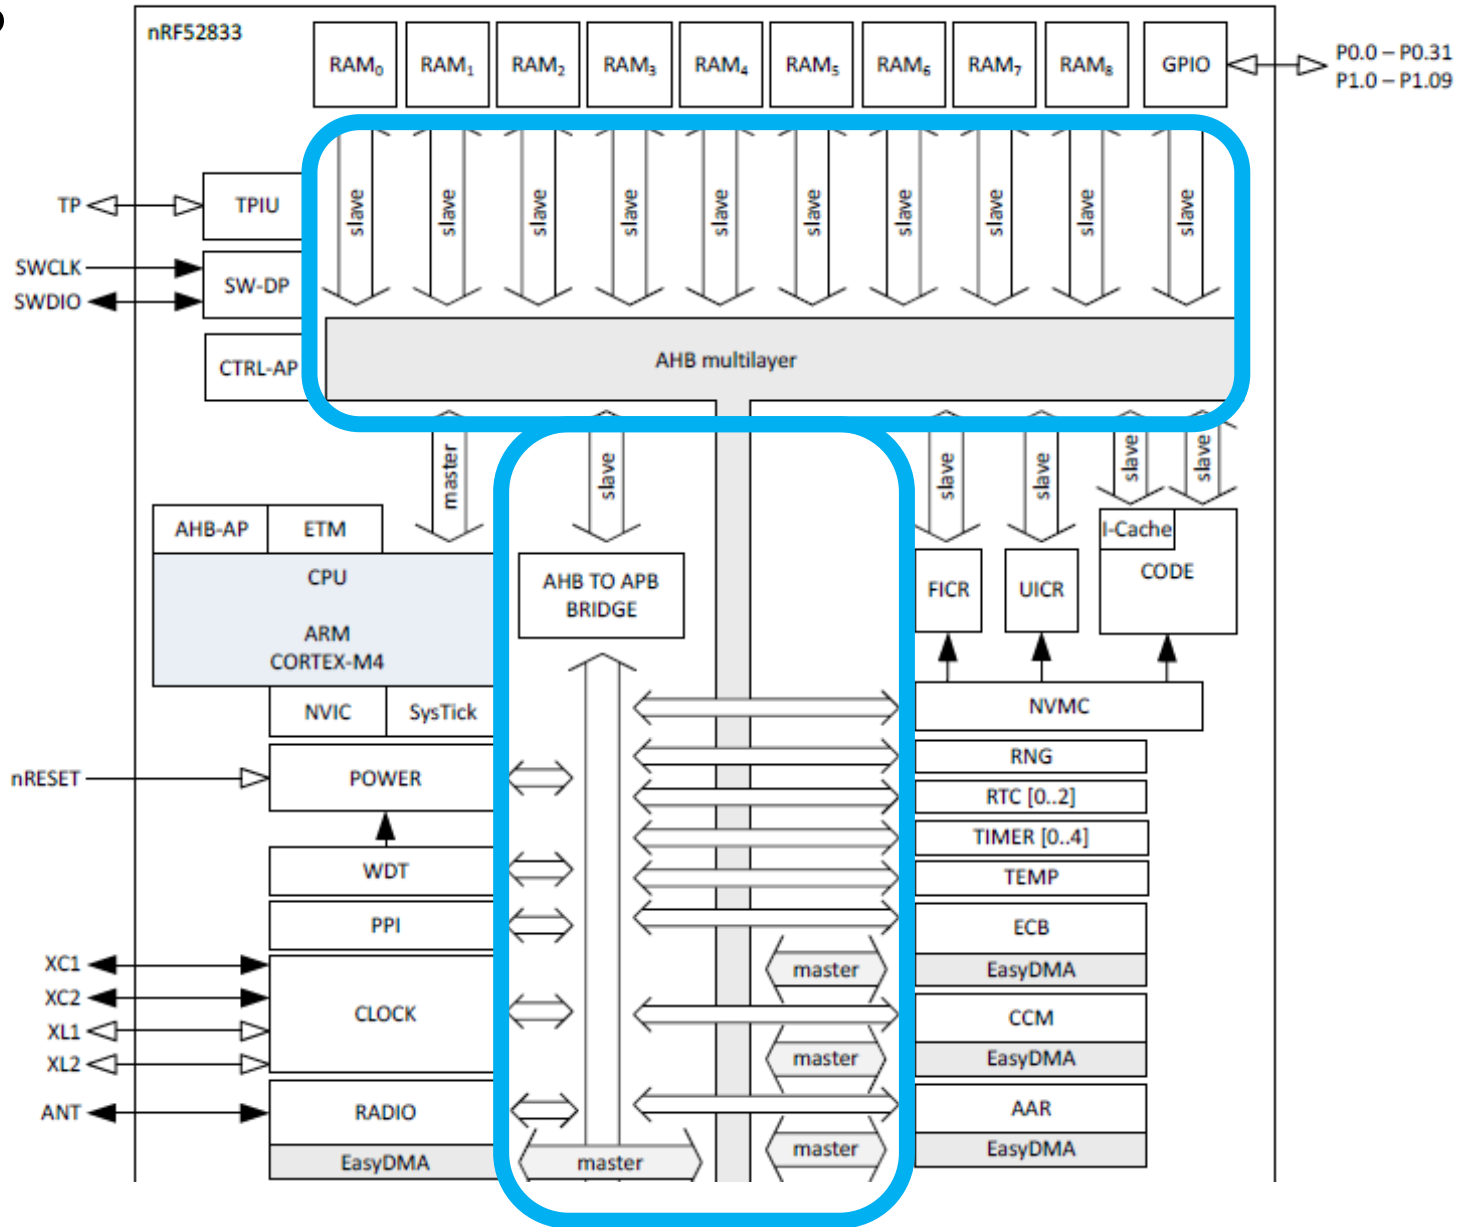 nRF52833
RAM0 RAM1 RAM2 RAM3 RAM4 RAM5 RAM6 RAM7 RAM8 GPIO
P0.0 – P0.31
P1.0 – P1.09
slave slave slave slave slave slave slave slave slave slave
TP TPIU
SWCLK
SWDIO
SW-DP
CTRL-AP
AHB multilayer
master slave slave slave slave slave
AHB-AP ETM
CPU
ARM
CORTEX-M4
NVIC SysTick
AHB TO APB
BRIDGE
FICR UICR
I-Cache
CODE
NVMC
nRESET POWER
RNG
RTC [0..2]
WDT
TIMER [0..4]
TEMP
PPI
ECB
master EasyDMA
XC1
XC2
XL1
XL2
CLOCK
CCM
master EasyDMA
ANT RADIO
AAR
EasyDMA master
master EasyDMA